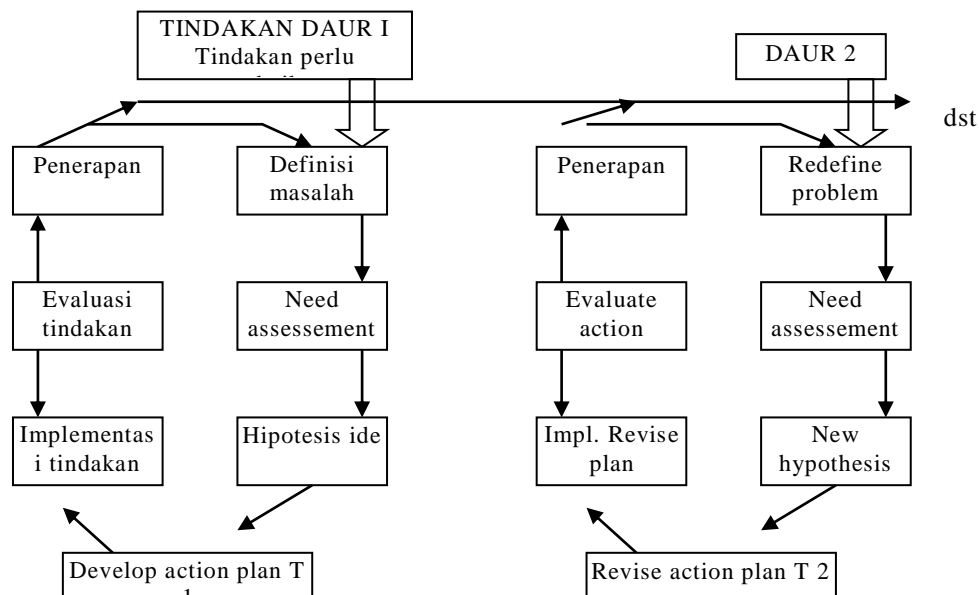 TINDAKAN DAUR I
Tindakan perlu
DAUR 2
dst
Penerapan
Definisi
masalah
Penerapan
Redefine
problem
Evaluasi
tindakan
Need
assessement
Evaluate
action
Need
assessement
Implementas
i tindakan
Hipotesis ide
Impl. Revise
plan
New
hypothesis
Develop action plan T
Revise action plan T 2